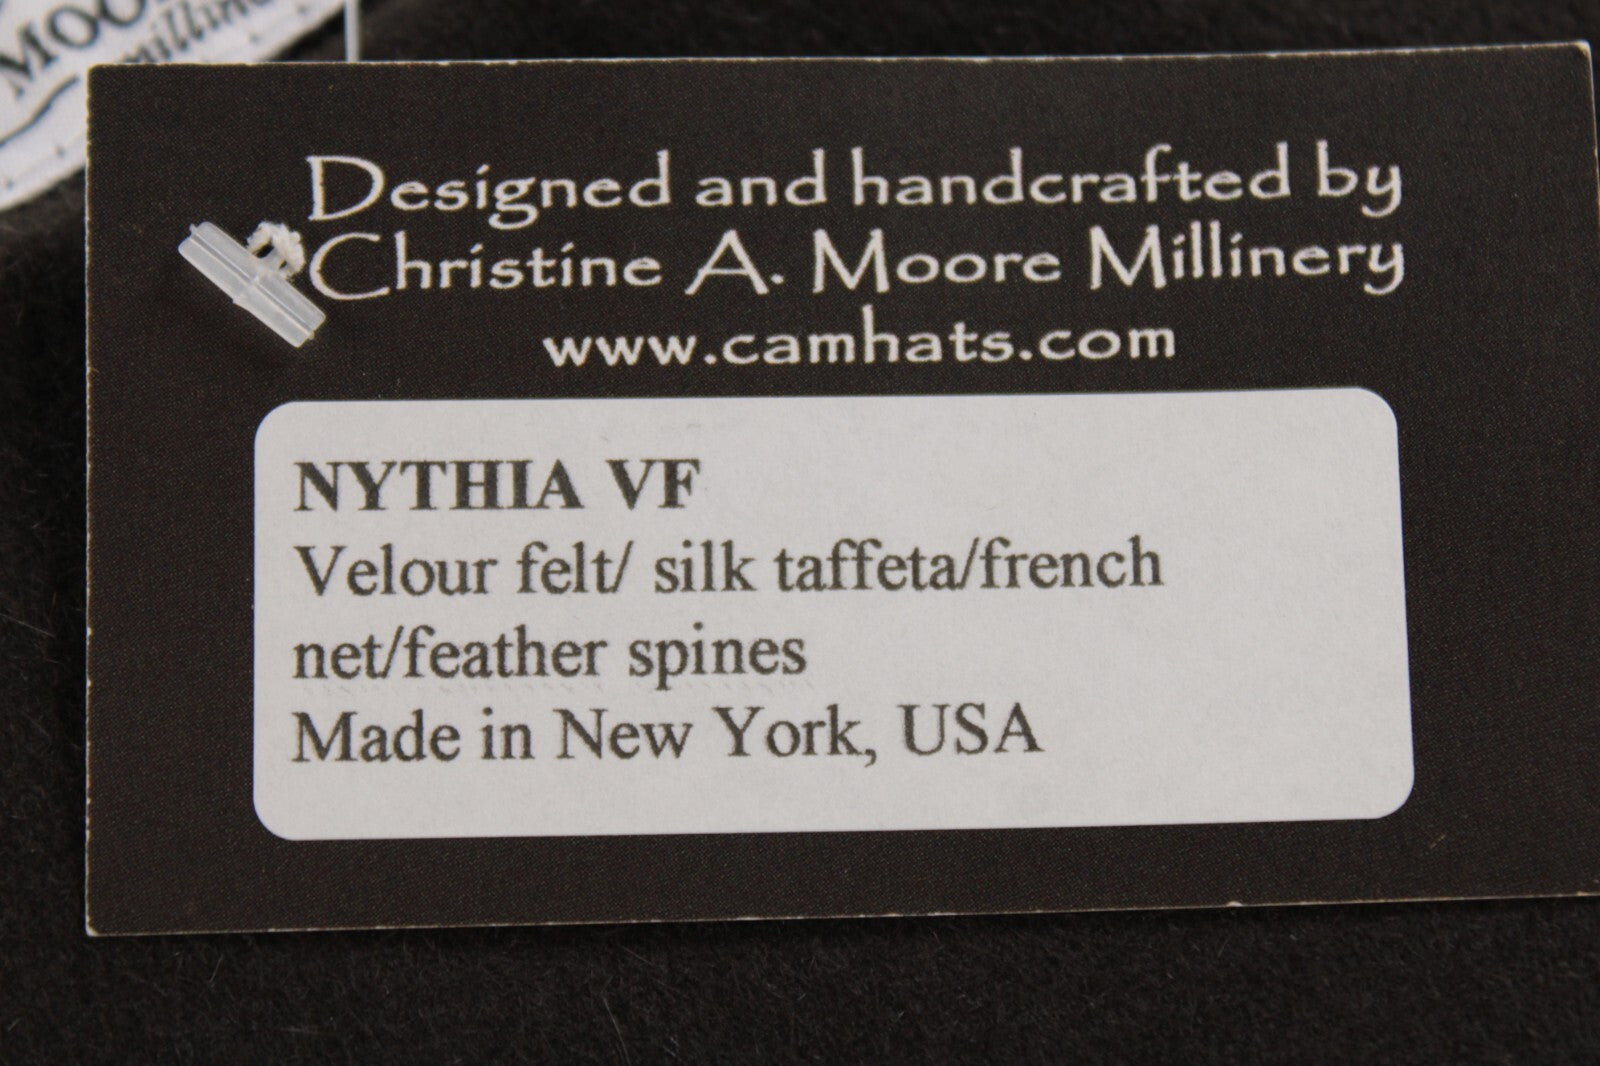 Designed and handcrafted by
Christine A. Moore Millinery
www.camhats.com
NYTHIA VF
Velour felt/ silk taffeta/french
net/feather spines
Made in New York, USA